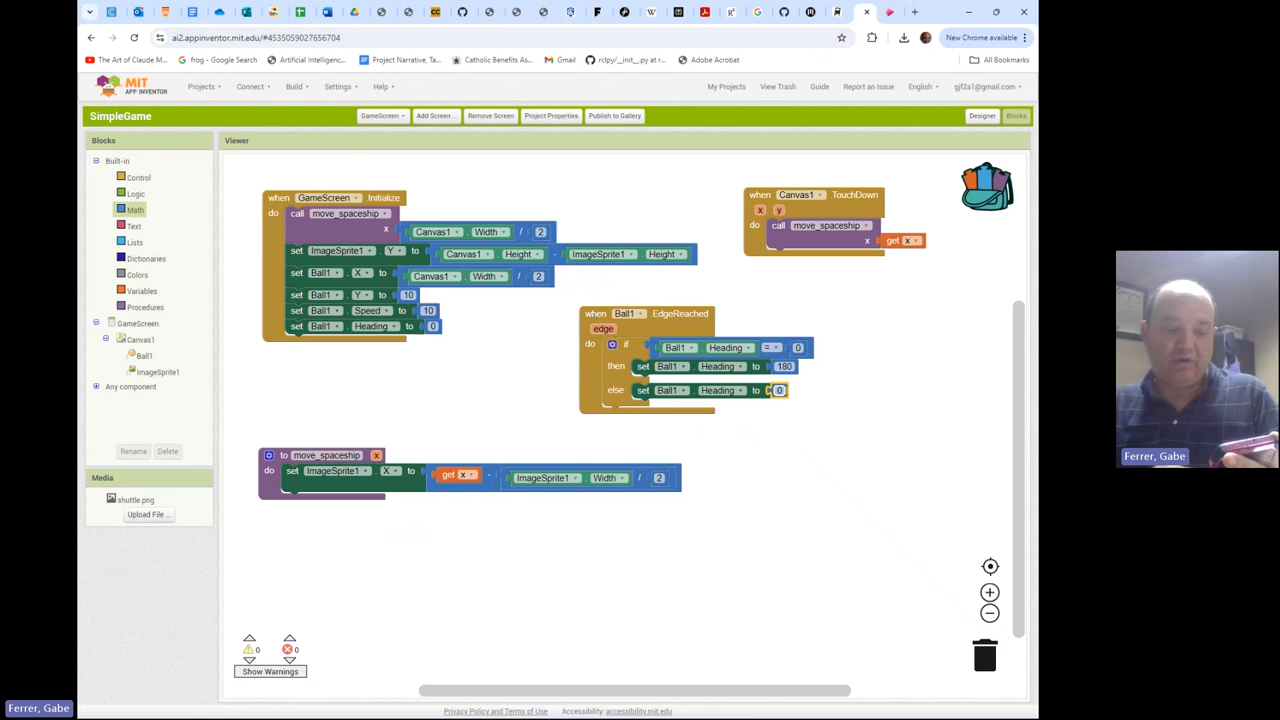 ai2.appinventor.mit.edu/#4535059027656704
New Chrome available
The Art of Claude M...
frog - Google Search
Artificial Intelligenc...
Project Narrative, Ta...
Catholic Benefits As...
Gmail
rclpy/__init__.py at r...
Adobe Acrobat
All Bookmarks
MIT
APP INVENTOR
Projects
Connect
Build
Settings
Help
My Projects
View Trash
Guide
Report an Issue
English
gjf2a1@gmail.com
SimpleGame
GameScreen
Add Screen ...
Remove Screen
Project Properties
Publish to Gallery
Designer
Blocks
Blocks
Built-in
Control
Logic
Math
Text
Lists
Dictionaries
Colors
Variables
Procedures
GameScreen
Canvas1
Ball1
ImageSprite1
Any component
Rename
Delete
Media
shuttle.png
Upload File ...
Viewer
when GameScreen .Initialize
do call move_spaceship
x Canvas1 . Width / 2
set ImageSprite1 . Y to Canvas1 . Height - ImageSprite1 . Height
set Ball1 . X to Canvas1 . Width / 2
set Ball1 . Y to 10
set Ball1 . Speed to 10
set Ball1 . Heading to 0
when Canvas1 .TouchDown
x y
do call move_spaceship
x get x
when Ball1 .EdgeReached
edge
do if Ball1 . Heading = 0
then set Ball1 . Heading to 180
else set Ball1 . Heading to 0
to move_spaceship x
do set ImageSprite1 . X to get x - ImageSprite1 . Width / 2
0 0
Show Warnings
Privacy Policy and Terms of Use Accessibility: accessibility.mit.edu
Ferrer, Gabe
Ferrer, Gabe